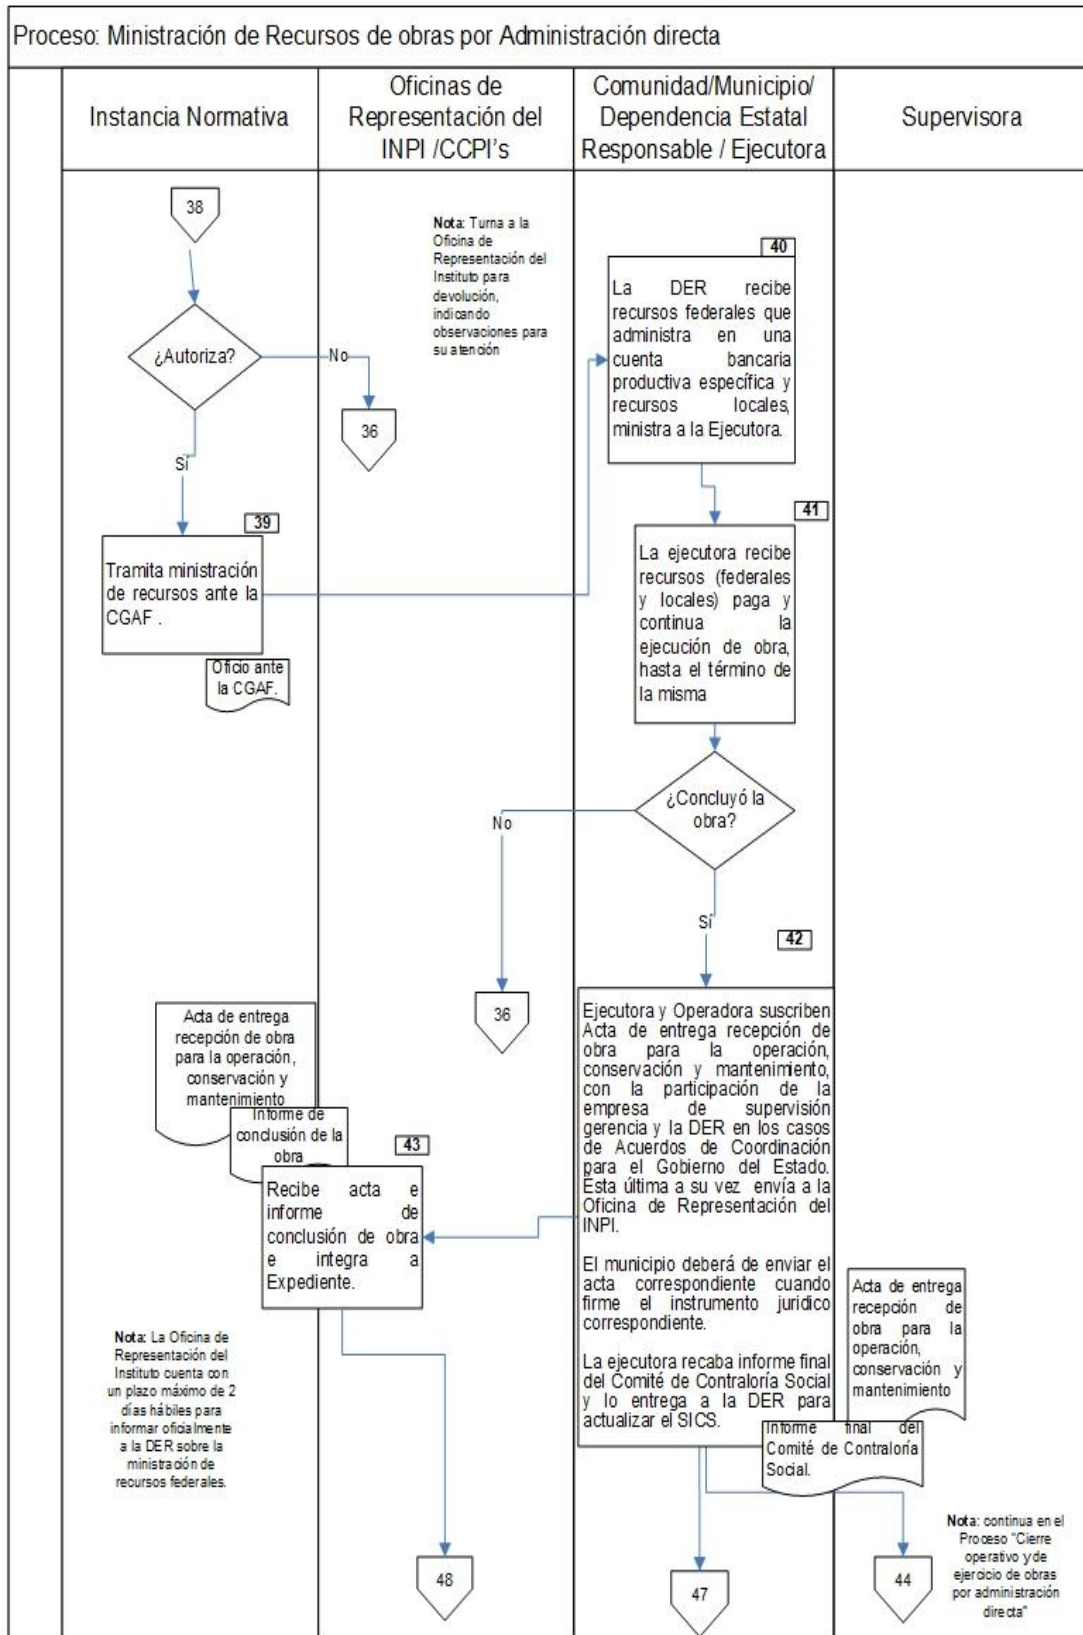 Proceso: Ministración de Recursos de obras por Administración directa
Instancia Normativa
Oficinas de
Representación del
INPI /CCPI's
Comunidad/Municipio/
Dependencia Estatal
Responsable / Ejecutora
Supervisora
38
Nota: Turna a la
Oficina de
Representación del
Instituto para
devolución,
indicando
observaciones para
su atención
40
La DER recibe
recursos federales que
administra en una
cuenta bancaria
productiva específica y
recursos locales,
ministra a la Ejecutora.
¿Autoriza?
No
36
Sí
39
Tramita ministración
de recursos ante la
CGAF .
Oficio ante
la CGAF.
41
La ejecutora recibe
recursos (federales
y locales) paga y
continua la
ejecución de obra,
hasta el término de
la misma
¿Concluyó la
obra?
No
36
Sí
42
Ejecutora y Operadora suscriben
Acta de entrega recepción de
obra para la operación,
conservación y mantenimiento,
con la participación de la
empresa de supervisión
gerencia y la DER en los casos
de Acuerdos de Coordinación
para el Gobierno del Estado.
Esta última a su vez envía a la
Oficina de Representación del
INPI.
El municipio deberá de enviar el
acta correspondiente cuando
firme el instrumento juridico
correspondiente.
La ejecutora recaba informe final
del Comité de Contraloría Social
y lo entrega a la DER para
actualizar el SICS.
Acta de entrega
recepción de obra
para la operación,
conservación y
mantenimiento
Informe de
conclusión de la
obra
43
Recibe acta e
informe de
conclusión de obra
e integra a
Expediente.
Nota: La Oficina de
Representación del
Instituto cuenta con
un plazo máximo de 2
días hábiles para
informar oficialmente
a la DER sobre la
ministración de
recursos federales.
Acta de entrega
recepción de
obra para la
operación,
conservación y
mantenimiento
Informe final del
Comité de Contraloría
Social.
48
47
44
Nota: continua en el
Proceso "Cierre
operativo y de
ejercicio de obras
por administración
directa"